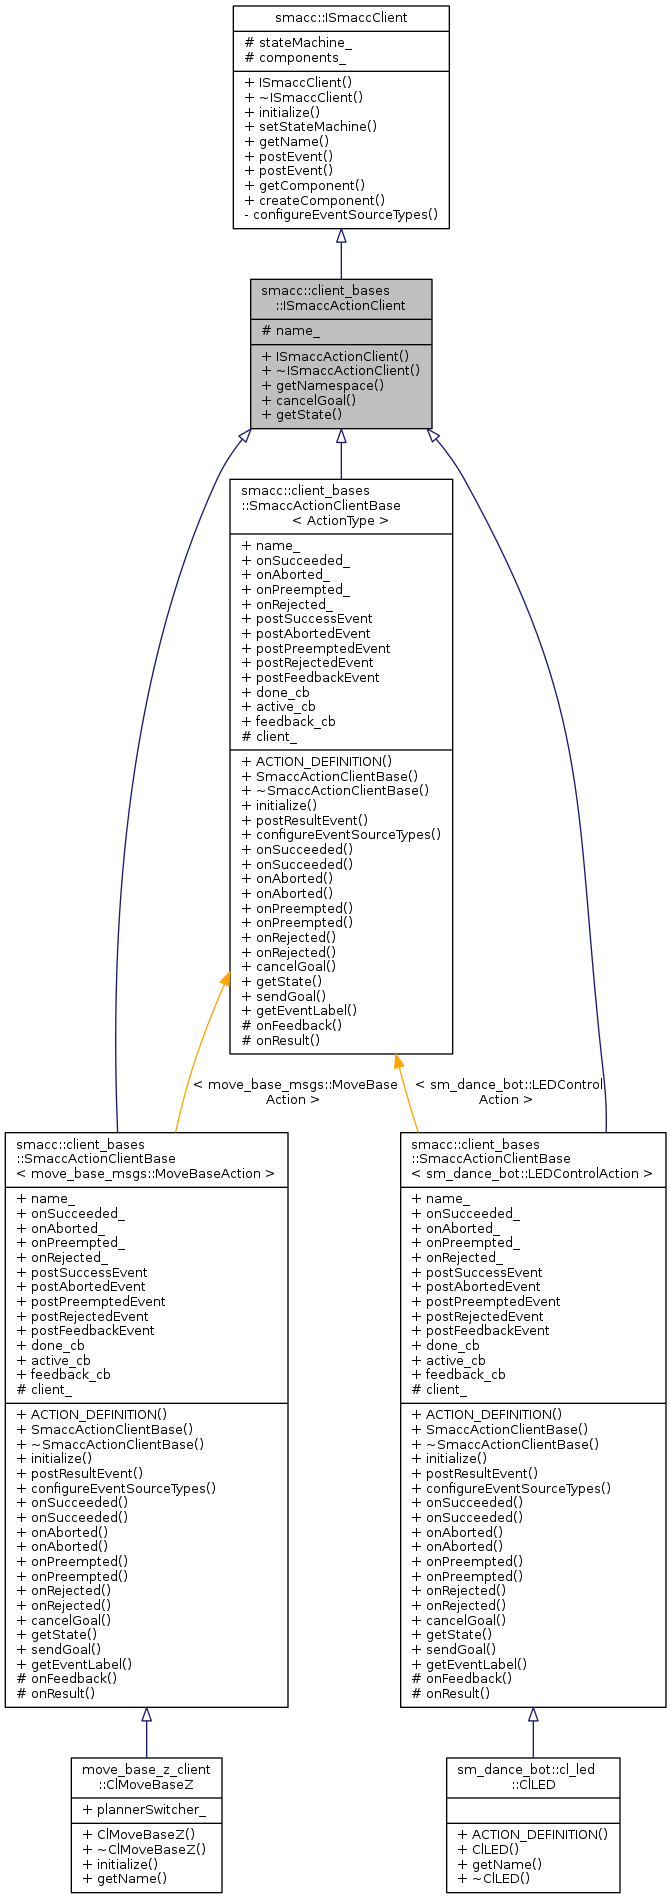 smacc::ISmaccClient
# stateMachine_
# components_
+ ISmaccClient()
+ ~ISmaccClient()
+ initialize()
+ setStateMachine()
+ getName()
+ postEvent()
+ postEvent()
+ getComponent()
+ createComponent()
- configureEventSourceTypes()
smacc::client_bases
::ISmaccActionClient
# name_
+ ISmaccActionClient()
+ ~ISmaccActionClient()
+ getNamespace()
+ cancelGoal()
+ getState()
smacc::client_bases
::SmaccActionClientBase
< ActionType >
+ name_
+ onSucceeded_
+ onAborted_
+ onPreempted_
+ onRejected_
+ postSuccessEvent
+ postAbortedEvent
+ postPreemptedEvent
+ postRejectedEvent
+ postFeedbackEvent
+ done_cb
+ active_cb
+ feedback_cb
# client_
+ ACTION_DEFINITION()
+ SmaccActionClientBase()
+ ~SmaccActionClientBase()
+ initialize()
+ postResultEvent()
+ configureEventSourceTypes()
+ onSucceeded()
+ onSucceeded()
+ onAborted()
+ onAborted()
+ onPreempted()
+ onPreempted()
+ onRejected()
+ onRejected()
+ cancelGoal()
+ getState()
+ sendGoal()
+ getEventLabel()
# onFeedback()
# onResult()
< move_base_msgs::MoveBase
Action >
< sm_dance_bot::LEDControl
Action >
smacc::client_bases
::SmaccActionClientBase
< move_base_msgs::MoveBaseAction >
+ name_
+ onSucceeded_
+ onAborted_
+ onPreempted_
+ onRejected_
+ postSuccessEvent
+ postAbortedEvent
+ postPreemptedEvent
+ postRejectedEvent
+ postFeedbackEvent
+ done_cb
+ active_cb
+ feedback_cb
# client_
+ ACTION_DEFINITION()
+ SmaccActionClientBase()
+ ~SmaccActionClientBase()
+ initialize()
+ postResultEvent()
+ configureEventSourceTypes()
+ onSucceeded()
+ onSucceeded()
+ onAborted()
+ onAborted()
+ onPreempted()
+ onPreempted()
+ onRejected()
+ onRejected()
+ cancelGoal()
+ getState()
+ sendGoal()
+ getEventLabel()
# onFeedback()
# onResult()
smacc::client_bases
::SmaccActionClientBase
< sm_dance_bot::LEDControlAction >
+ name_
+ onSucceeded_
+ onAborted_
+ onPreempted_
+ onRejected_
+ postSuccessEvent
+ postAbortedEvent
+ postPreemptedEvent
+ postRejectedEvent
+ postFeedbackEvent
+ done_cb
+ active_cb
+ feedback_cb
# client_
+ ACTION_DEFINITION()
+ SmaccActionClientBase()
+ ~SmaccActionClientBase()
+ initialize()
+ postResultEvent()
+ configureEventSourceTypes()
+ onSucceeded()
+ onSucceeded()
+ onAborted()
+ onAborted()
+ onPreempted()
+ onPreempted()
+ onRejected()
+ onRejected()
+ cancelGoal()
+ getState()
+ sendGoal()
+ getEventLabel()
# onFeedback()
# onResult()
move_base_z_client
::ClMoveBaseZ
+ plannerSwitcher_
+ ClMoveBaseZ()
+ ~ClMoveBaseZ()
+ initialize()
+ getName()
sm_dance_bot::cl_led
::ClLED
+ ACTION_DEFINITION()
+ ClLED()
+ getName()
+ ~ClLED()